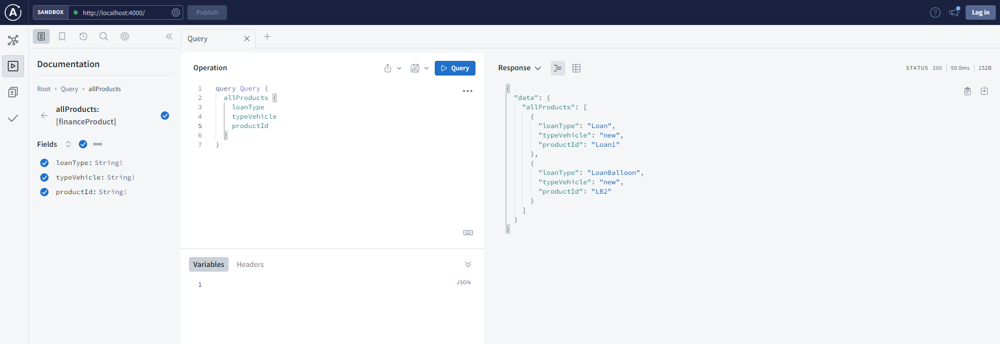 SANDBOX http://localhost:4000/ Publish Log in
Query
Documentation
Root › Query › allProducts
allProducts:
[financeProduct]
Fields
loanType: String!
typeVehicle: String!
productId: String!
Operation
Query
1 query Query {
2 allProducts {
3 loanType
4 typeVehicle
5 productId
6 }
7 }
Variables Headers
JSON
1
Response
STATUS 200 50.0ms 152B
{
"data": {
"allProducts": [
{
"loanType": "Loan",
"typeVehicle": "new",
"productId": "Loan1"
},
{
"loanType": "LoanBalloon",
"typeVehicle": "new",
"productId": "LB2"
}
]
}
}